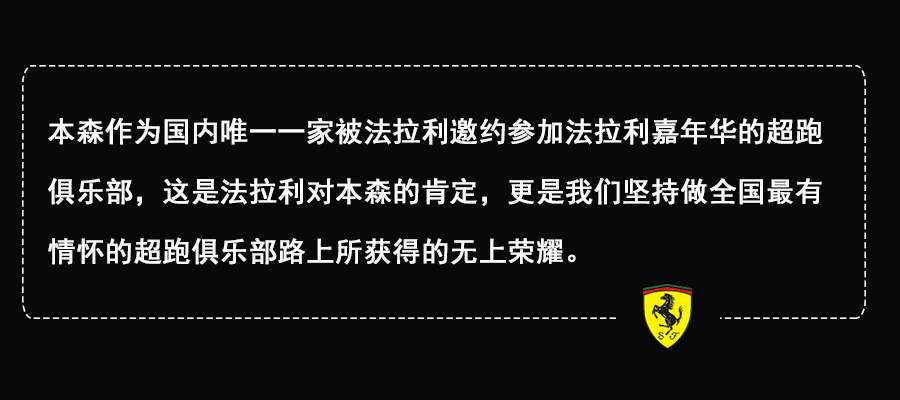 本森作为国内唯一一家被法拉利邀约参加法拉利嘉年华的超跑
俱乐部，这是法拉利对本森的肯定，更是我们坚持做全国最有
情怀的超跑俱乐部路上所获得的无上荣耀。
S F